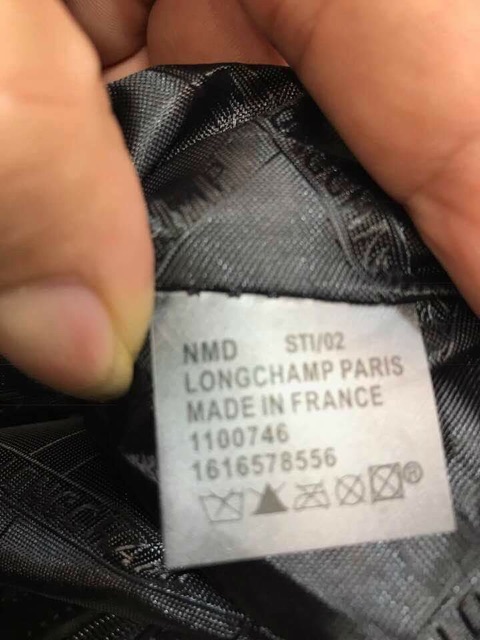 NMD STI/02
LONGCHAMP PARIS
MADE IN FRANCE
1100746
1616578556
®